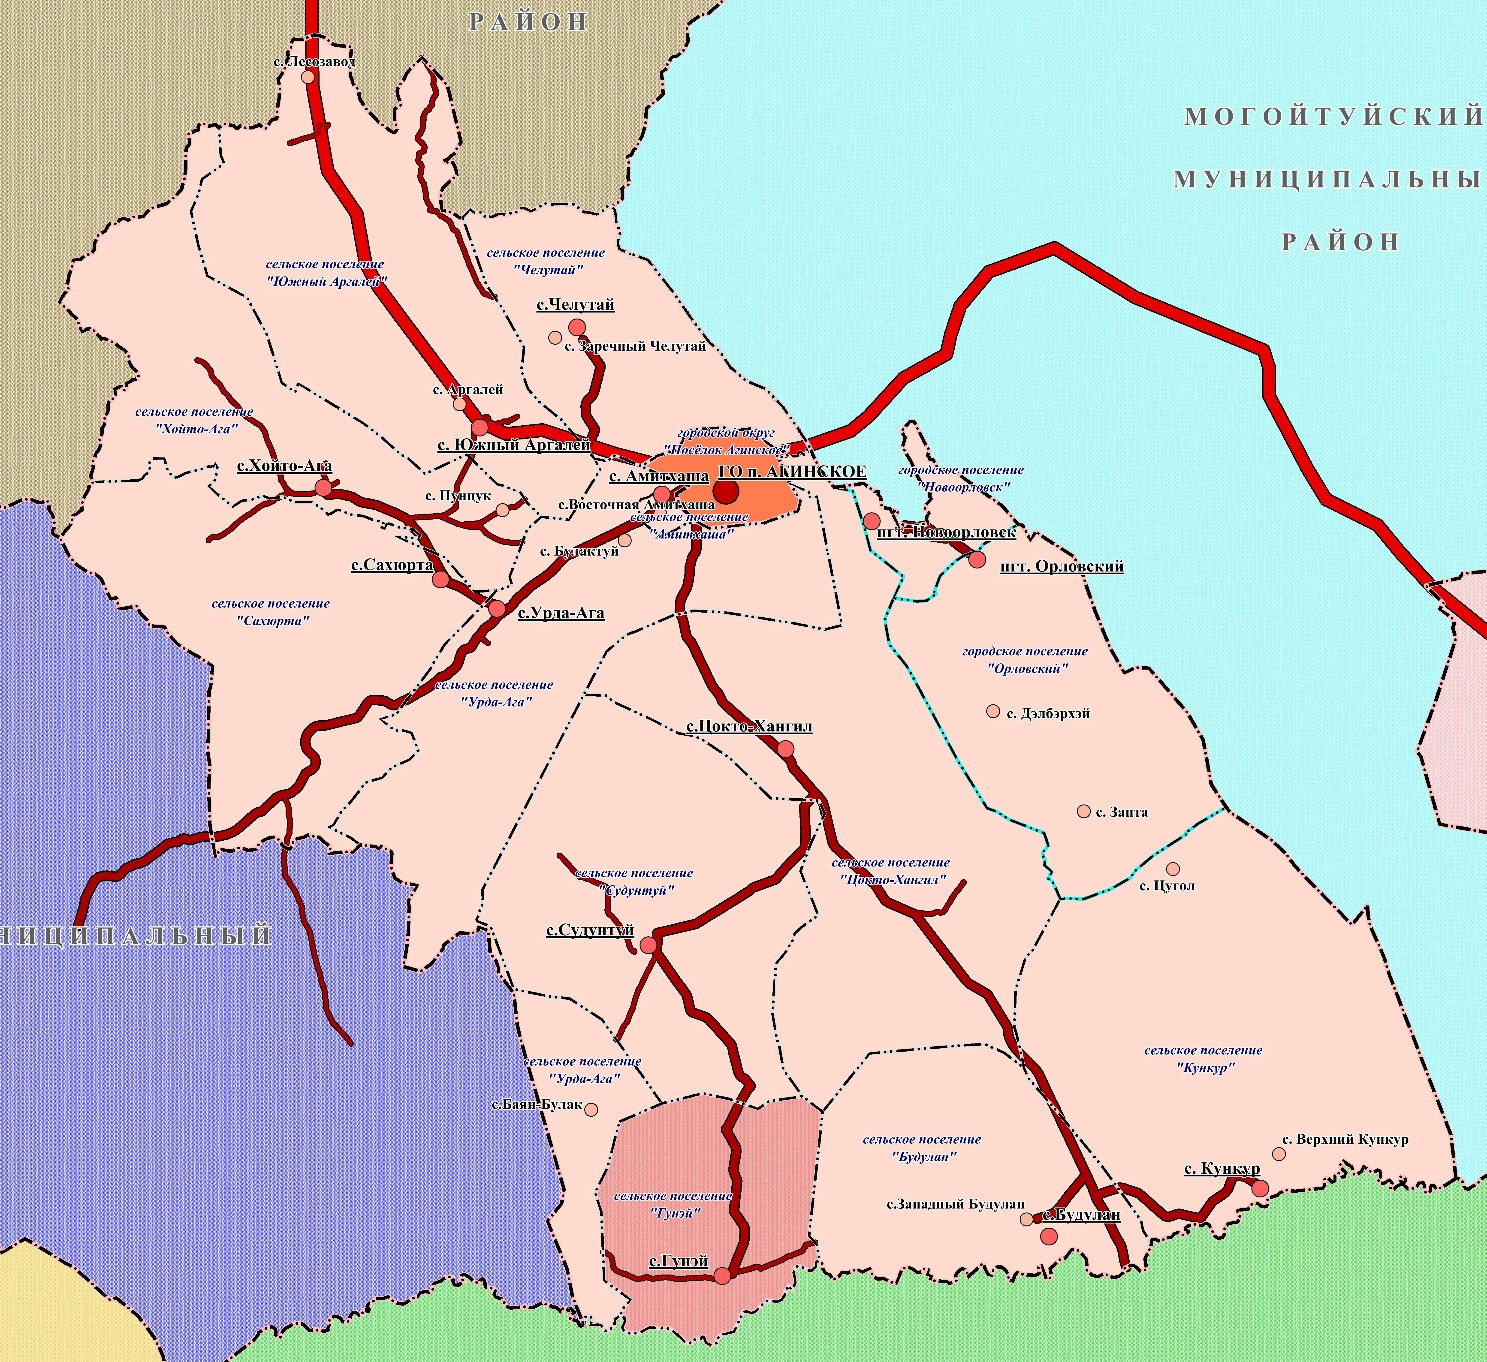 РАЙОН
с. Лесозавод
МОГОЙТУЙСКИЙ
МУНИЦИПАЛЬНЫ
РАЙОН
сельское поселение
"Челутай"
сельское поселение
"Южный Аргалей"
с.Челутай
с. Заречный Челутай
с. Аргалей
сельское поселение
"Хойто-Ага"
городской округ
"Посёлок Агинское"
с. Южный Аргалей
с.Хойто-Ага
с. Амитхаша
ГО п. АГИНСКОЕ
городское поселение
"Новоорловск"
с. Пунцук
с.Восточная Амитхаша
сельское поселение
"Амитхаша"
пгт. Новоорловск
с. Булактуй
с.Сахюрта
пгт. Орловский
сельское поселение
"Сахюрта"
с.Урда-Ага
городское поселение
"Орловский"
сельское поселение
"Урда-Ага"
с. Дэлбэрхэй
с.Цокто-Хангил
с. Запта
сельское поселение
"Цокто-Хангил"
сельское поселение
"Судунтуй"
с. Цугол
с.Судунтуй
НИЦИПАЛЬНЫЙ
сельское поселение
"Урда-Ага"
сельское поселение
"Кункур"
с.Баян-Булак
сельское поселение
"Будулан"
с. Верхний Кункур
с. Кункур
сельское поселение
"Гунэй"
с.Западный Будулан
с.Будулан
с.Гунэй